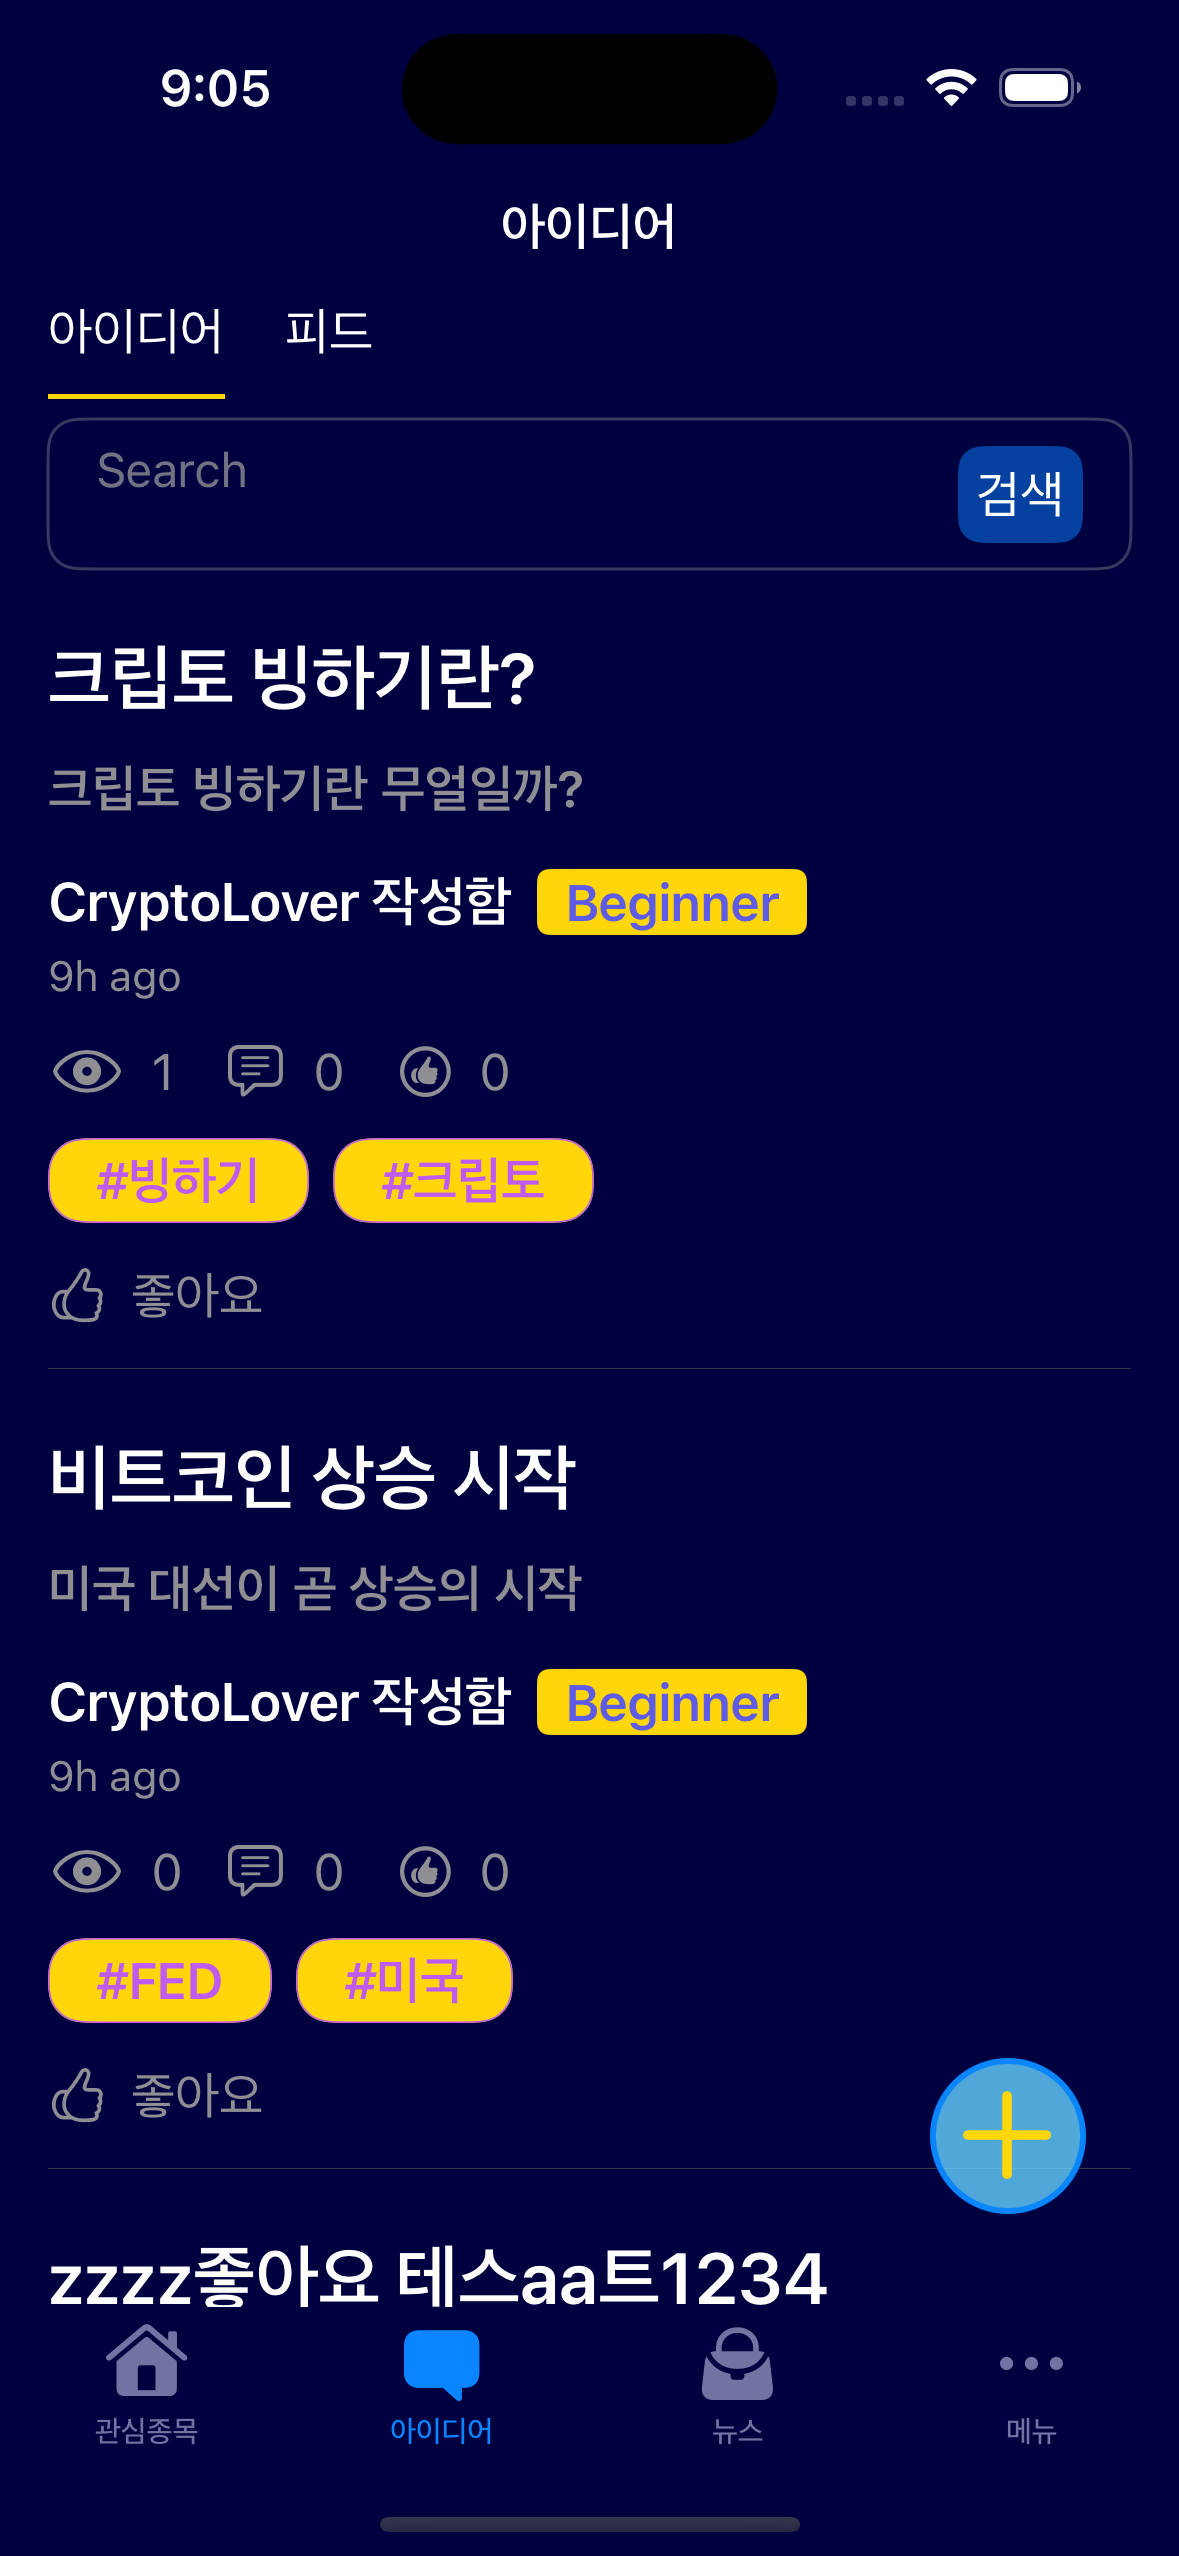 9:05
아이디어
아이디어 피드
Search 검색
크립토 빙하기란?
크립토 빙하기란 무얼일까?
CryptoLover 작성함 Beginner
9h ago
1 0 0
#빙하기 #크립토
좋아요
비트코인 상승 시작
미국 대선이 곧 상승의 시작
CryptoLover 작성함 Beginner
9h ago
0 0 0
#FED #미국
좋아요
zzzz좋아요 테스aa트1234
관심종목 아이디어 뉴스 메뉴